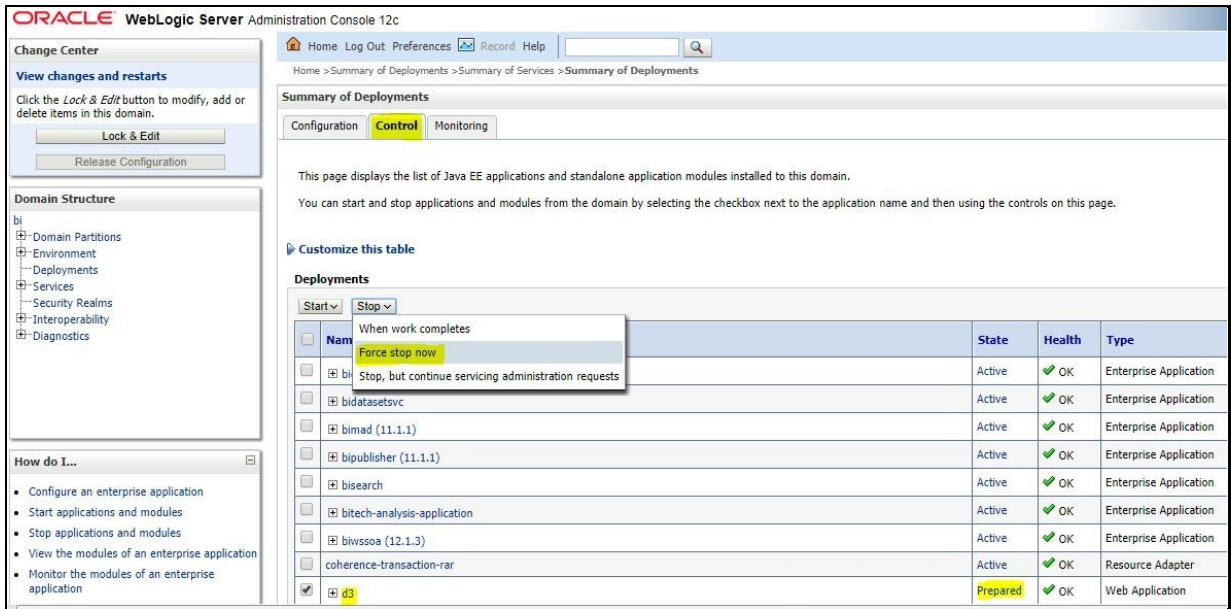 ORACLE WebLogic Server Administration Console 12c
Change Center
View changes and restarts
Click the Lock & Edit button to modify, add or
delete items in this domain.
Lock & Edit
Release Configuration
Domain Structure
bi
Domain Partitions
Environment
Deployments
Services
Security Realms
Interoperability
Diagnostics
How do I...
Configure an enterprise application
Start applications and modules
Stop applications and modules
View the modules of an enterprise application
Monitor the modules of an enterprise
application
Home Log Out Preferences Record Help
Home >Summary of Deployments >Summary of Services >Summary of Deployments
Summary of Deployments
Configuration Control Monitoring
This page displays the list of Java EE applications and standalone application modules installed to this domain.
You can start and stop applications and modules from the domain by selecting the checkbox next to the application name and then using the controls on this page.
Customize this table
Deployments
Start Stop
When work completes
Force stop now
Stop, but continue servicing administration requests
Nam State Health Type
bi Active OK Enterprise Application
bidatasetsvc Active OK Enterprise Application
bimad (11.1.1) Active OK Enterprise Application
bipublisher (11.1.1) Active OK Enterprise Application
bisearch Active OK Enterprise Application
bitech-analysis-application Active OK Enterprise Application
biwssoa (12.1.3) Active OK Enterprise Application
coherence-transaction-rar Active OK Resource Adapter
d3 Prepared OK Web Application